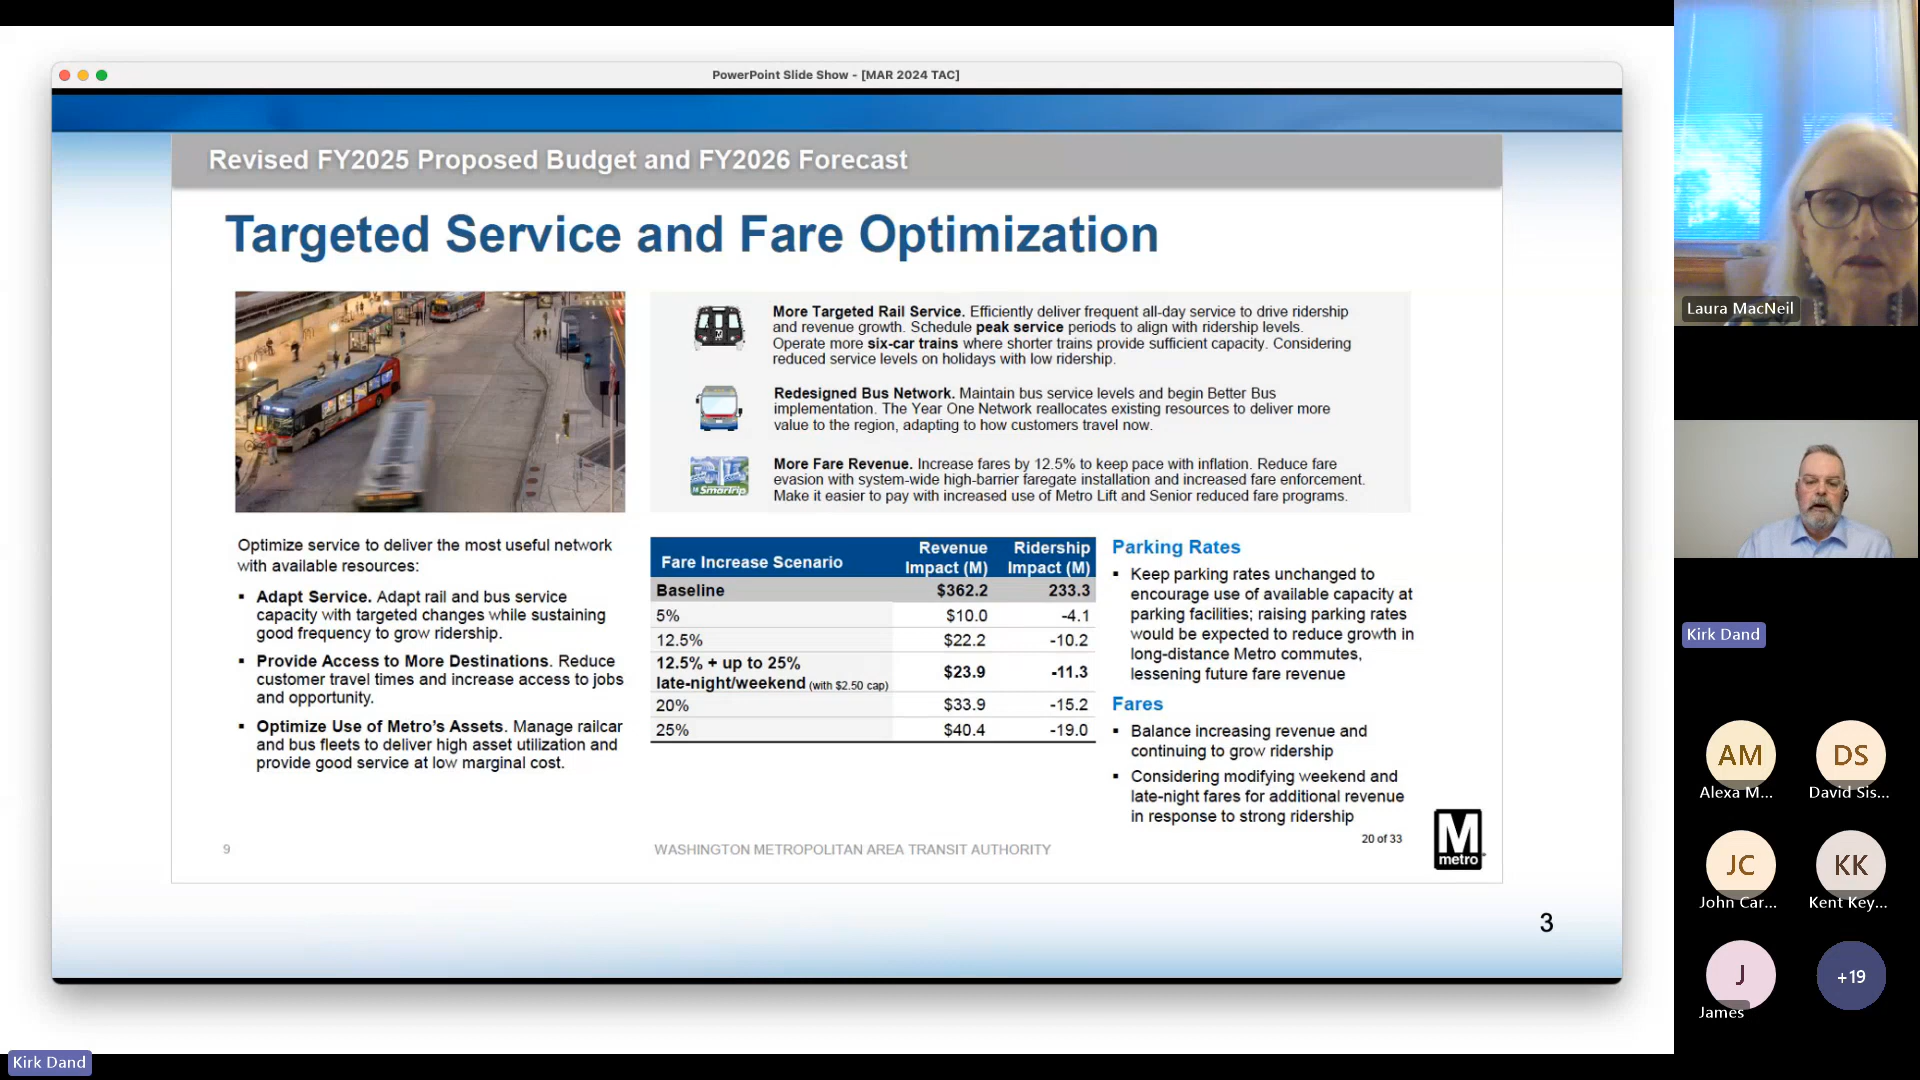 PowerPoint Slide Show - [MAR 2024 TAC]
Revised FY2025 Proposed Budget and FY2026 Forecast
Targeted Service and Fare Optimization
More Targeted Rail Service. Efficiently deliver frequent all-day service to drive ridership
and revenue growth. Schedule peak service periods to align with ridership levels.
Operate more six-car trains where shorter trains provide sufficient capacity. Considering
reduced service levels on holidays with low ridership.
Redesigned Bus Network. Maintain bus service levels and begin Better Bus
implementation. The Year One Network reallocates existing resources to deliver more
value to the region, adapting to how customers travel now.
SmarTrip
More Fare Revenue. Increase fares by 12.5% to keep pace with inflation. Reduce fare
evasion with system-wide high-barrier faregate installation and increased fare enforcement.
Make it easier to pay with increased use of Metro Lift and Senior reduced fare programs.
Optimize service to deliver the most useful network
with available resources:
▪ Adapt Service. Adapt rail and bus service
capacity with targeted changes while sustaining
good frequency to grow ridership.
▪ Provide Access to More Destinations. Reduce
customer travel times and increase access to jobs
and opportunity.
▪ Optimize Use of Metro's Assets. Manage railcar
and bus fleets to deliver high asset utilization and
provide good service at low marginal cost.
Fare Increase Scenario Revenue Impact (M) Ridership Impact (M)
Baseline $362.2 233.3
5% $10.0 -4.1
12.5% $22.2 -10.2
12.5% + up to 25%
late-night/weekend (with $2.50 cap) $23.9 -11.3
20% $33.9 -15.2
25% $40.4 -19.0
Parking Rates
▪ Keep parking rates unchanged to
encourage use of available capacity at
parking facilities; raising parking rates
would be expected to reduce growth in
long-distance Metro commutes,
lessening future fare revenue
Fares
▪ Balance increasing revenue and
continuing to grow ridership
▪ Considering modifying weekend and
late-night fares for additional revenue
in response to strong ridership
20 of 33
9
WASHINGTON METROPOLITAN AREA TRANSIT AUTHORITY
M
metro
3
Kirk Dand
Laura MacNeil
Kirk Dand
AM
Alexa M...
DS
David Sis...
JC
John Car...
KK
Kent Key...
J
James
+19